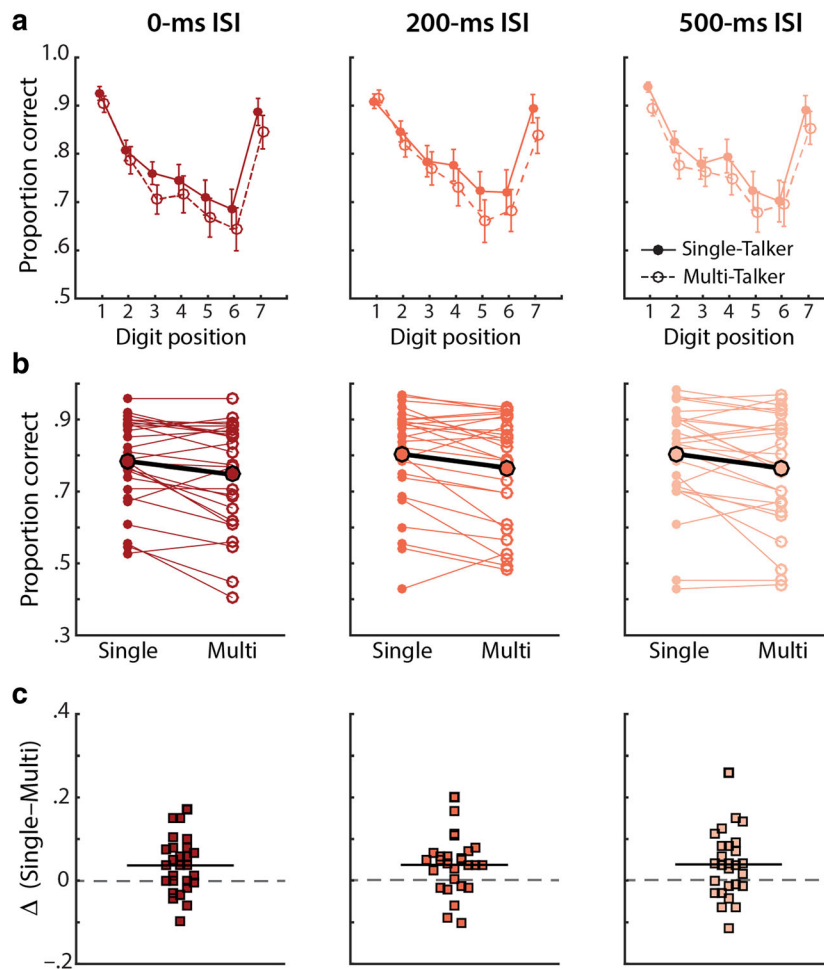 a
0-ms ISI 200-ms ISI 500-ms ISI
Proportion correct
1.0
.9
.8
.7
.6
.5
1 2 3 4 5 6 7
1 2 3 4 5 6 7
1 2 3 4 5 6 7
Single-Talker
Multi-Talker
Digit position Digit position Digit position
b
Proportion correct
.9
.7
.5
.3
Single Multi Single Multi Single Multi
c
Δ (Single–Multi)
.4
.2
0
–.2